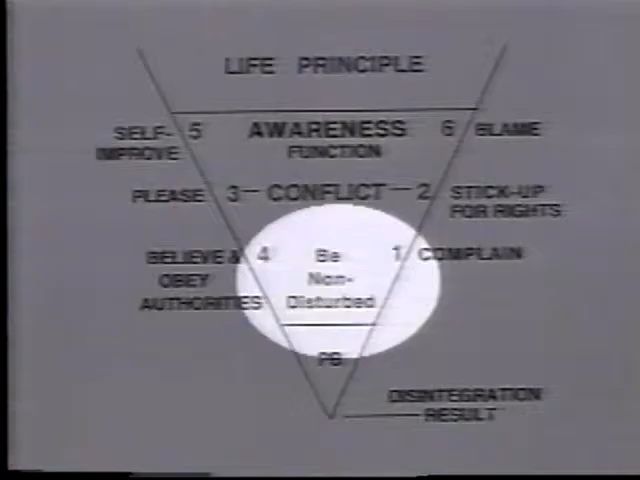 LIFE PRINCIPLE
SELF- 5 AWARENESS 6 BLAME
IMPROVE FUNCTION
PLEASE 3 — CONFLICT — 2 STICK-UP
FOR RIGHTS
BELIEVE & 4 Be 1 COMPLAIN
OBEY Non-
AUTHORITIES Disturbed
PB
DISINTEGRATION
RESULT